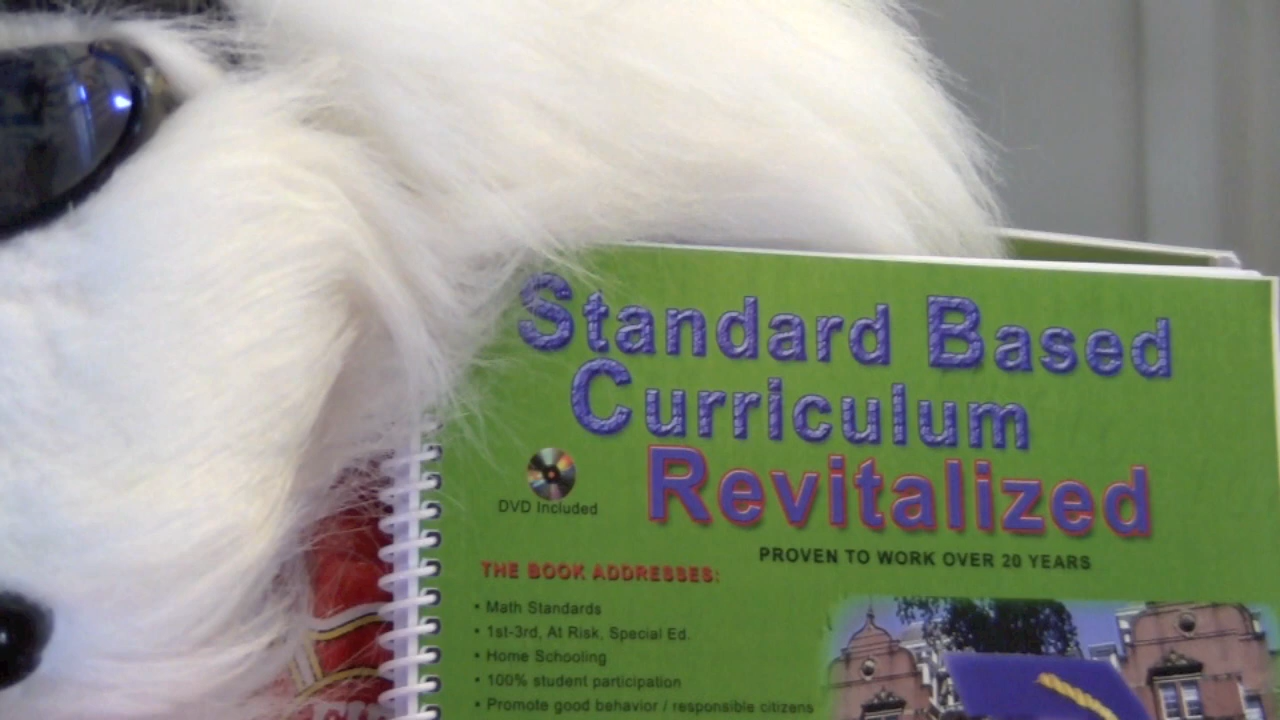 Standard Based
Curriculum
Revitalized
DVD Included
PROVEN TO WORK OVER 20 YEARS
THE BOOK ADDRESSES:
• Math Standards
• 1st-3rd, At Risk, Special Ed.
• Home Schooling
• 100% student participation
• Promote good behavior / responsible citizens